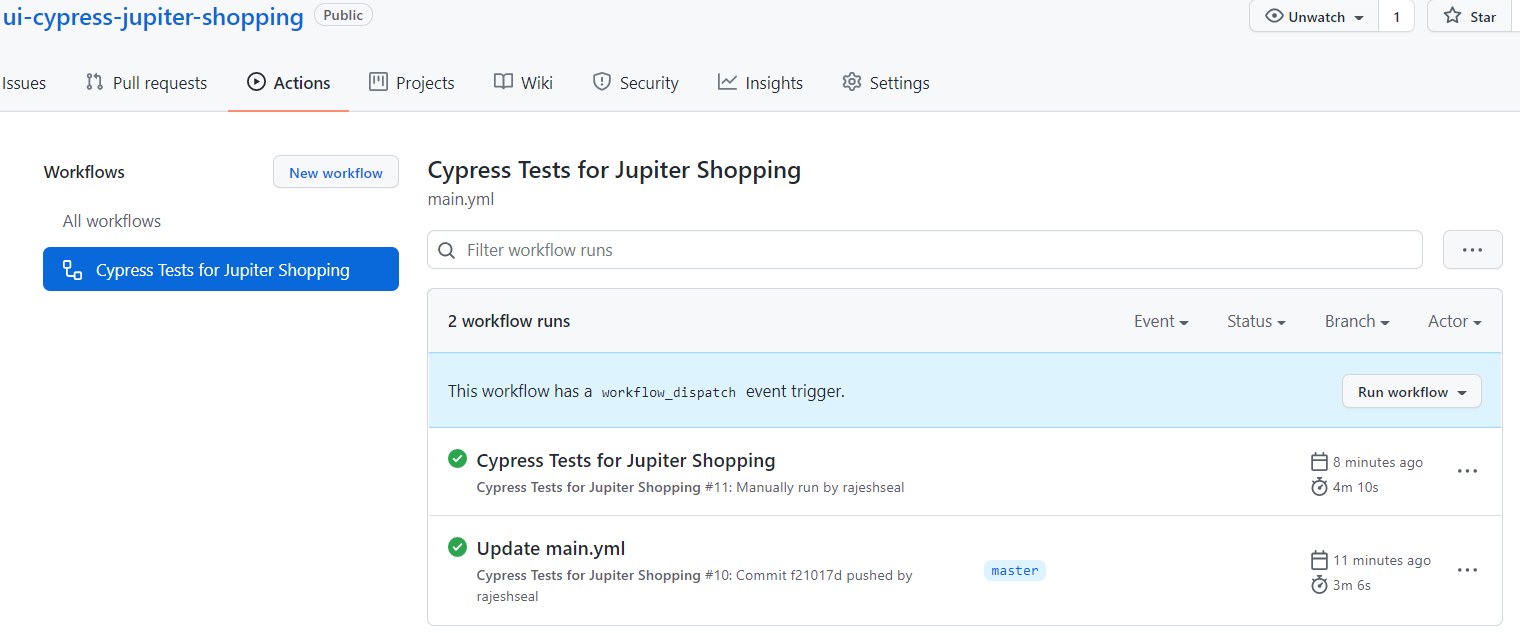 ui-cypress-jupiter-shopping Public Unwatch 1 Star
Issues Pull requests Actions Projects Wiki Security Insights Settings
Workflows New workflow
All workflows
Cypress Tests for Jupiter Shopping
Cypress Tests for Jupiter Shopping
main.yml
Filter workflow runs
2 workflow runs Event Status Branch Actor
This workflow has a workflow_dispatch event trigger. Run workflow
Cypress Tests for Jupiter Shopping 8 minutes ago
Cypress Tests for Jupiter Shopping #11: Manually run by rajeshseal 4m 10s
Update main.yml master 11 minutes ago
Cypress Tests for Jupiter Shopping #10: Commit f21017d pushed by 3m 6s
rajeshseal